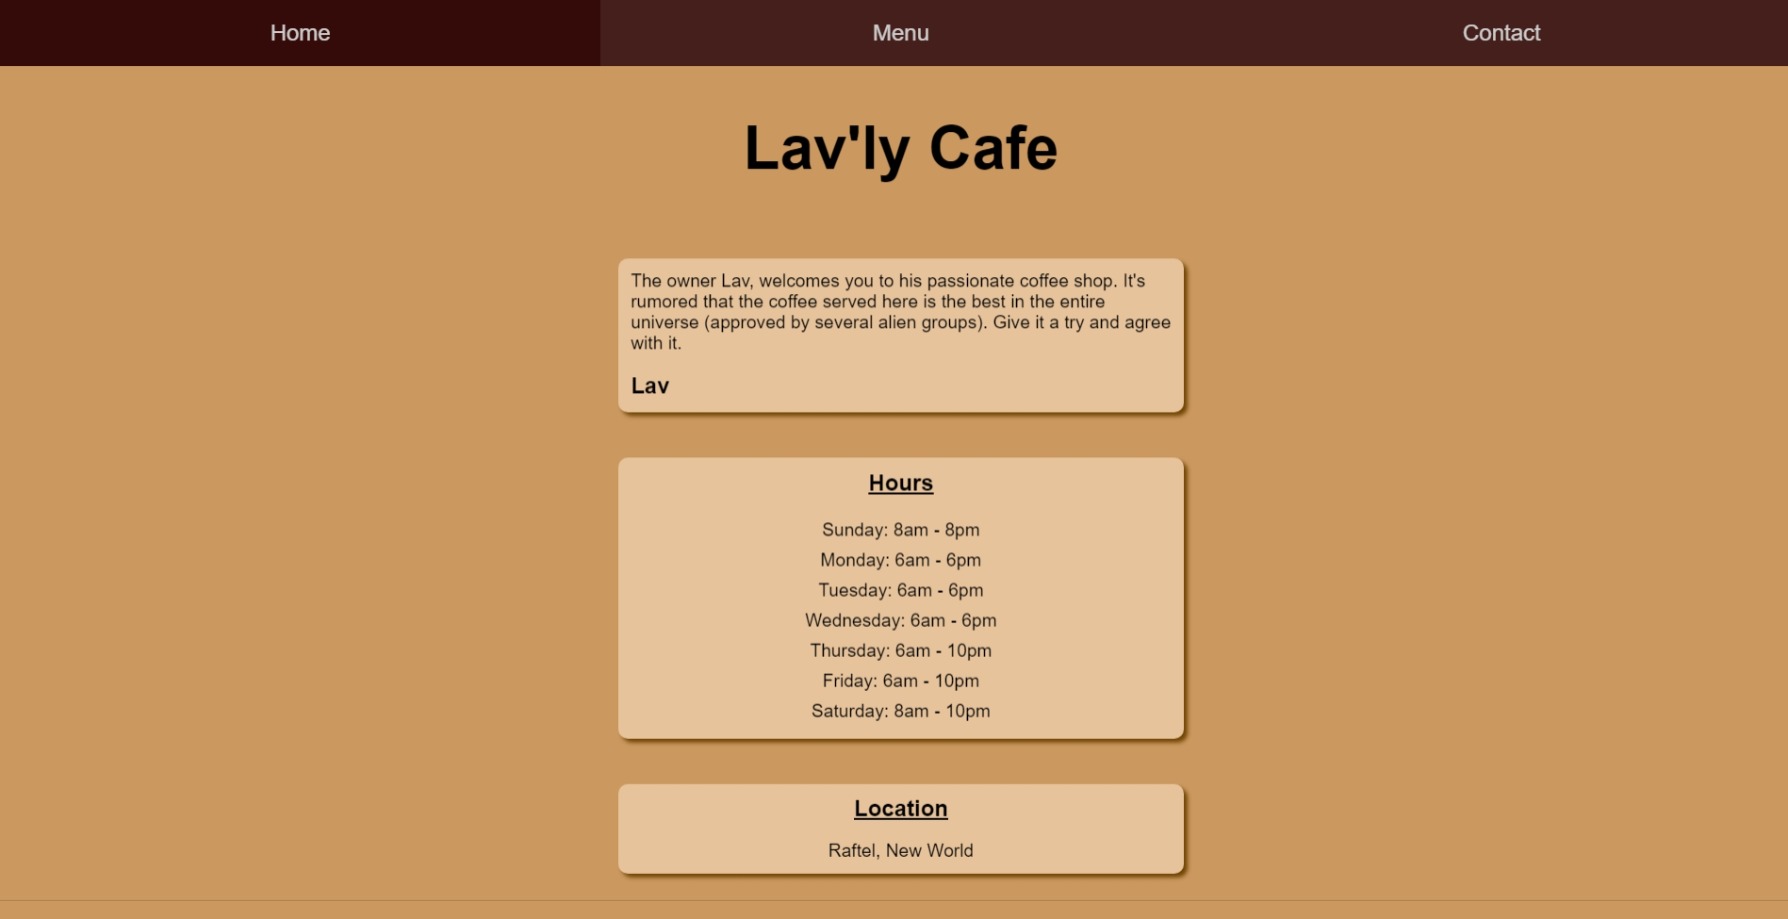 Home Menu Contact
Lav'ly Cafe
The owner Lav, welcomes you to his passionate coffee shop. It's
rumored that the coffee served here is the best in the entire
universe (approved by several alien groups). Give it a try and agree
with it.
Lav
Hours
Sunday: 8am - 8pm
Monday: 6am - 6pm
Tuesday: 6am - 6pm
Wednesday: 6am - 6pm
Thursday: 6am - 10pm
Friday: 6am - 10pm
Saturday: 8am - 10pm
Location
Raftel, New World